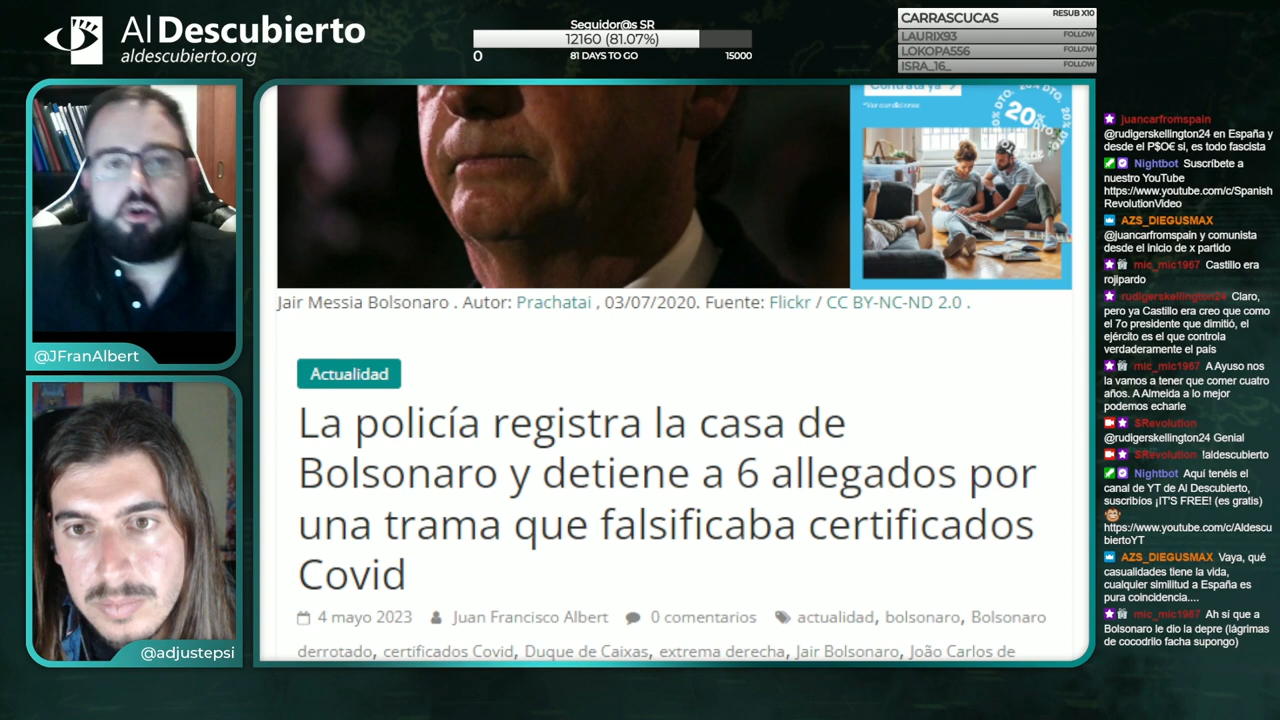 Al Descubierto
aldescubierto.org
Seguidor@s SR
12160 (81.07%)
0
81 DAYS TO GO
15000
CARRASCUCAS
RESUB X10
LAURIX93
FOLLOW
LOKOPA556
FOLLOW
ISRA_16_
FOLLOW
@JFranAlbert
@adjustepsi
Contrata ya >
*Ver condiciones
20% DTO.
Jair Messia Bolsonaro . Autor: Prachatai , 03/07/2020. Fuente: Flickr / CC BY-NC-ND 2.0 .
Actualidad
La policía registra la casa de
Bolsonaro y detiene a 6 allegados por
una trama que falsificaba certificados
Covid
4 mayo 2023 Juan Francisco Albert 0 comentarios actualidad, bolsonaro, Bolsonaro
derrotado, certificados Covid, Duque de Caixas, extrema derecha, Jair Bolsonaro, João Carlos de
juancarfromspain
@rudigerskellington24 en España y
desde el P$O€ si, es todo fascista
Nightbot Suscríbete a
nuestro YouTube
https://www.youtube.com/c/Spanish
RevolutionVideo
AZS_DIEGUSMAX
@juancarfromspain y comunista
desde el inicio de x partido
mic_mic1967 Castillo era
rojipardo
rudigerskellington24 Claro,
pero ya Castillo era creo que como
el 7o presidente que dimitió, el
ejército es el que controla
verdaderamente el país
mic_mic1967 A Ayuso nos
la vamos a tener que comer cuatro
años. A Almeida a lo mejor
podemos echarle
SRevolution
@rudigerskellington24 Genial
SRevolution !aldescubierto
Nightbot Aquí tenéis el
canal de YT de Al Descubierto,
suscribíos ¡IT'S FREE! (es gratis)
https://www.youtube.com/c/Aldescu
biertoYT
AZS_DIEGUSMAX Vaya, qué
casualidades tiene la vida,
cualquier similitud a España es
pura coincidencia....
mic_mic1967 Ah sí que a
Bolsonaro le dio la depre (lágrimas
de cocodrilo facha supongo)